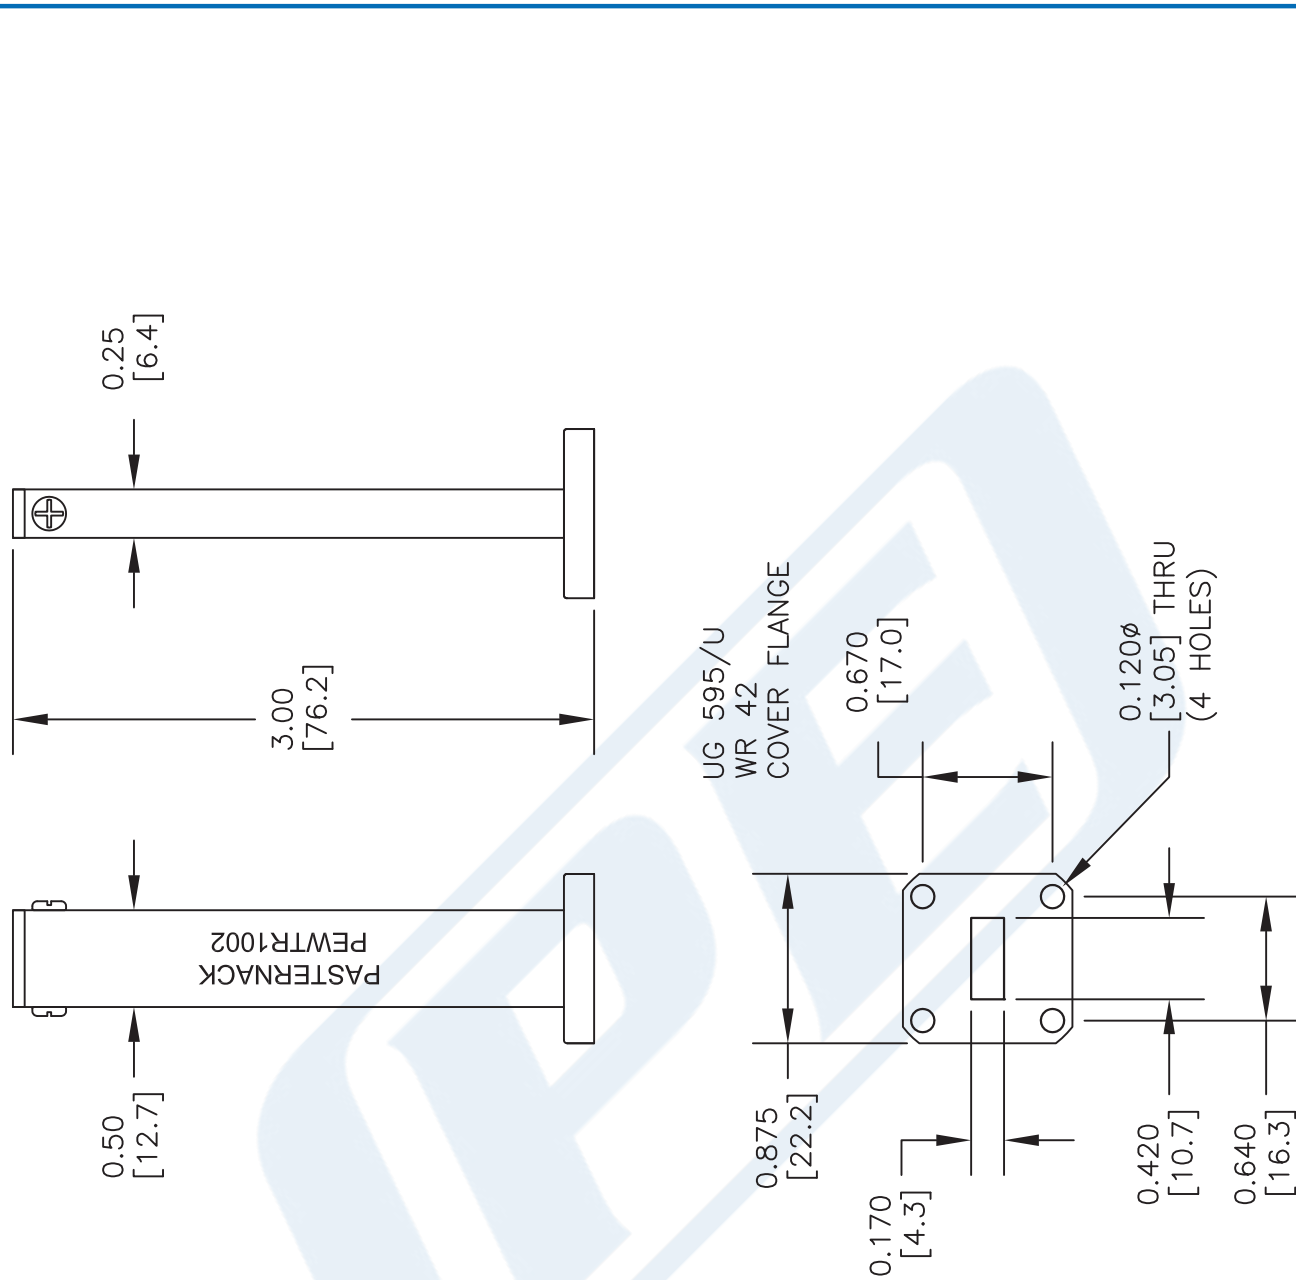 0.25
[6.4]
3.00
[76.2]
0.50
[12.7]
PASTERNACK
PEWTR1002
UG 595/U
WR 42
COVER FLANGE
0.670
[17.0]
0.120ø
[3.05] THRU
(4 HOLES)
0.875
[22.2]
0.170
[4.3]
0.420
[10.7]
0.640
[16.3]
PE